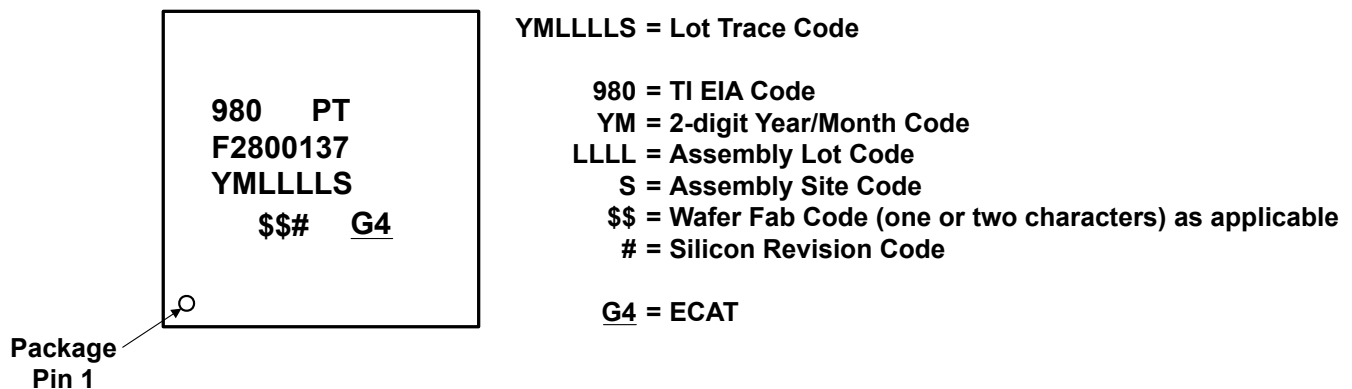 980 PT
F2800137
YMLLLLS
$$# G4
Package
Pin 1
YMLLLLS = Lot Trace Code
980 = TI EIA Code
YM = 2-digit Year/Month Code
LLLL = Assembly Lot Code
S = Assembly Site Code
$$ = Wafer Fab Code (one or two characters) as applicable
# = Silicon Revision Code
G4 = ECAT